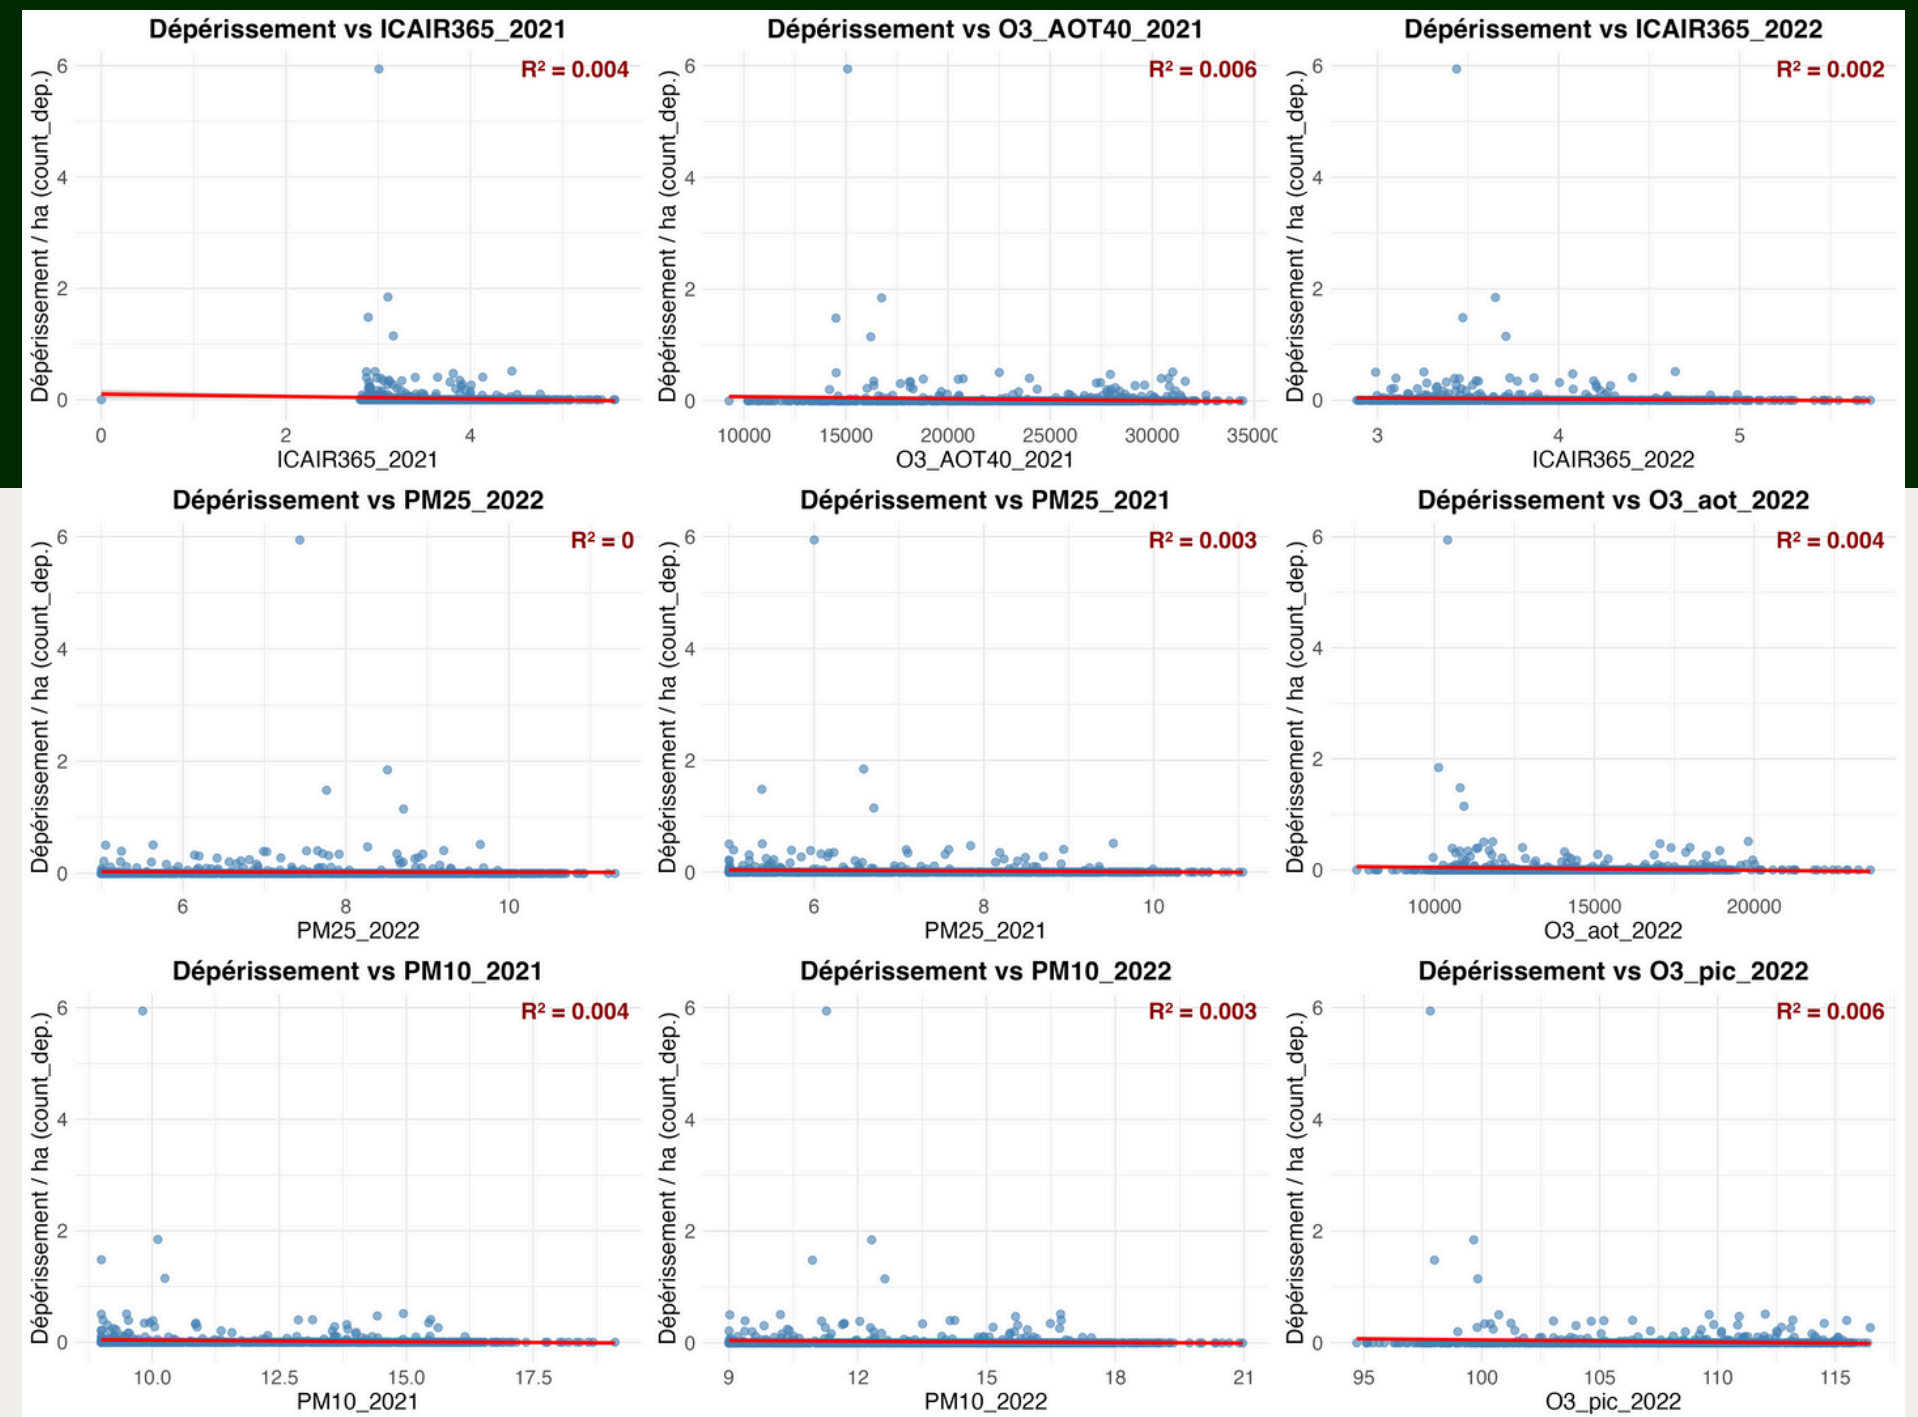 Dépérissement vs ICAIR365_2021
R² = 0.004
Dépérissement / ha (count_dep.)
6
4
2
0
0 2 4
ICAIR365_2021
Dépérissement vs O3_AOT40_2021
R² = 0.006
Dépérissement / ha (count_dep.)
6
4
2
0
10000 15000 20000 25000 30000 35000
O3_AOT40_2021
Dépérissement vs ICAIR365_2022
R² = 0.002
Dépérissement / ha (count_dep.)
6
4
2
0
3 4 5
ICAIR365_2022
Dépérissement vs PM25_2022
R² = 0
Dépérissement / ha (count_dep.)
6
4
2
0
6 8 10
PM25_2022
Dépérissement vs PM25_2021
R² = 0.003
Dépérissement / ha (count_dep.)
6
4
2
0
6 8 10
PM25_2021
Dépérissement vs O3_aot_2022
R² = 0.004
Dépérissement / ha (count_dep.)
6
4
2
0
10000 15000 20000
O3_aot_2022
Dépérissement vs PM10_2021
R² = 0.004
Dépérissement / ha (count_dep.)
6
4
2
0
10.0 12.5 15.0 17.5
PM10_2021
Dépérissement vs PM10_2022
R² = 0.003
Dépérissement / ha (count_dep.)
6
4
2
0
9 12 15 18 21
PM10_2022
Dépérissement vs O3_pic_2022
R² = 0.006
Dépérissement / ha (count_dep.)
6
4
2
0
95 100 105 110 115
O3_pic_2022